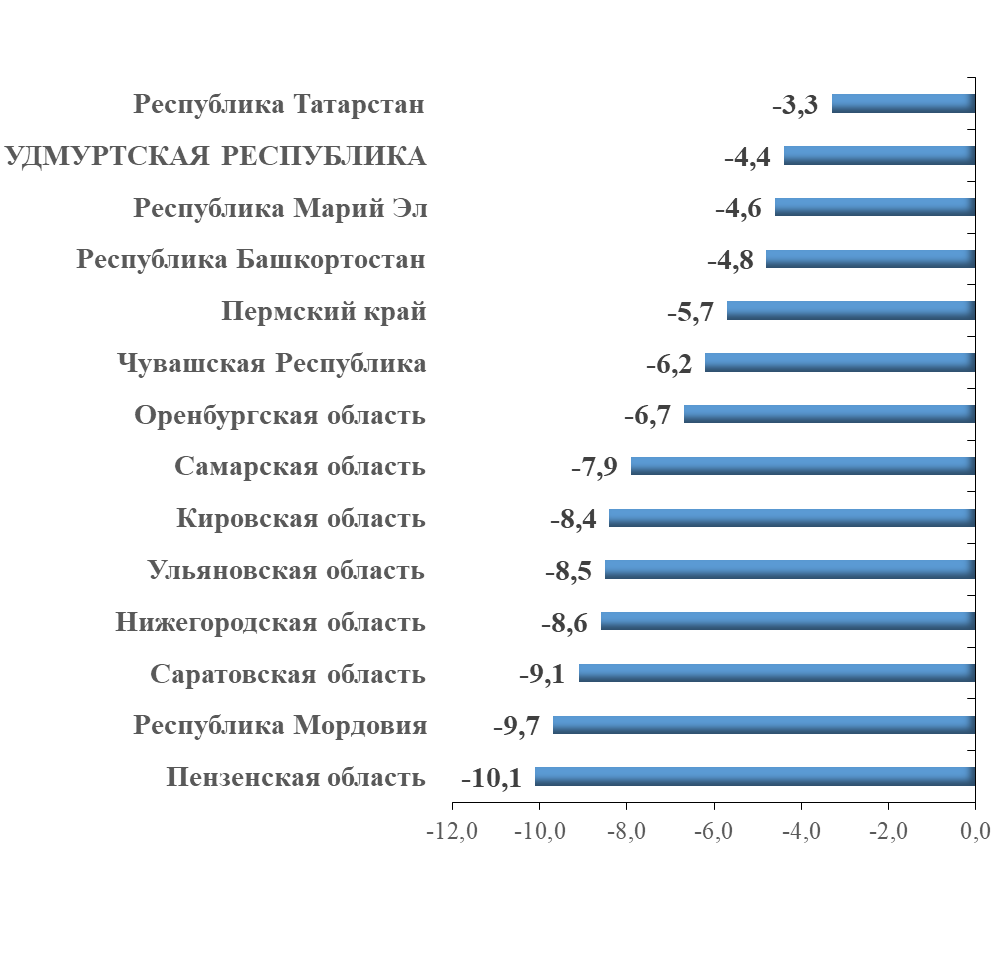 Республика Татарстан -3,3
УДМУРТСКАЯ РЕСПУБЛИКА -4,4
Республика Марий Эл -4,6
Республика Башкортостан -4,8
Пермский край -5,7
Чувашская Республика -6,2
Оренбургская область -6,7
Самарская область -7,9
Кировская область -8,4
Ульяновская область -8,5
Нижегородская область -8,6
Саратовская область -9,1
Республика Мордовия -9,7
Пензенская область -10,1
-12,0 -10,0 -8,0 -6,0 -4,0 -2,0 0,0